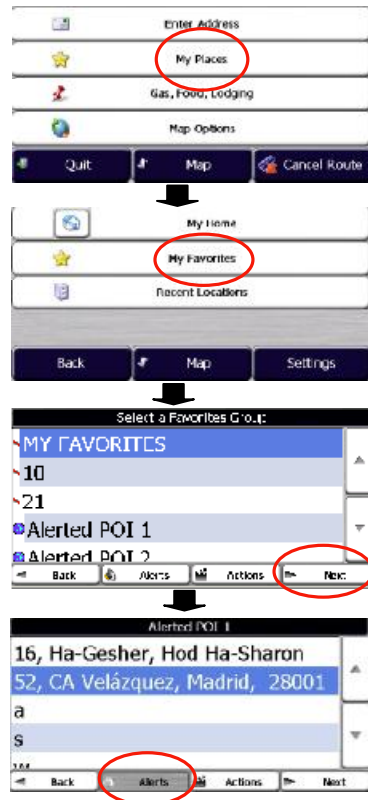 Enter Address
My Places
Gas, Food, Lodging
Map Options
Quit Map Cancel Route
My Home
My Favorites
Recent Locations
Back Map Settings
Select a Favorites Group
MY FAVORITES
10
21
Alerted POI 1
Alerted POI 2
Back Alerts Actions Next
Alerted POI 1
16, Ha-Gesher, Hod Ha-Sharon
52, CA Velázquez, Madrid, 28001
a
s
Back Alerts Actions Next